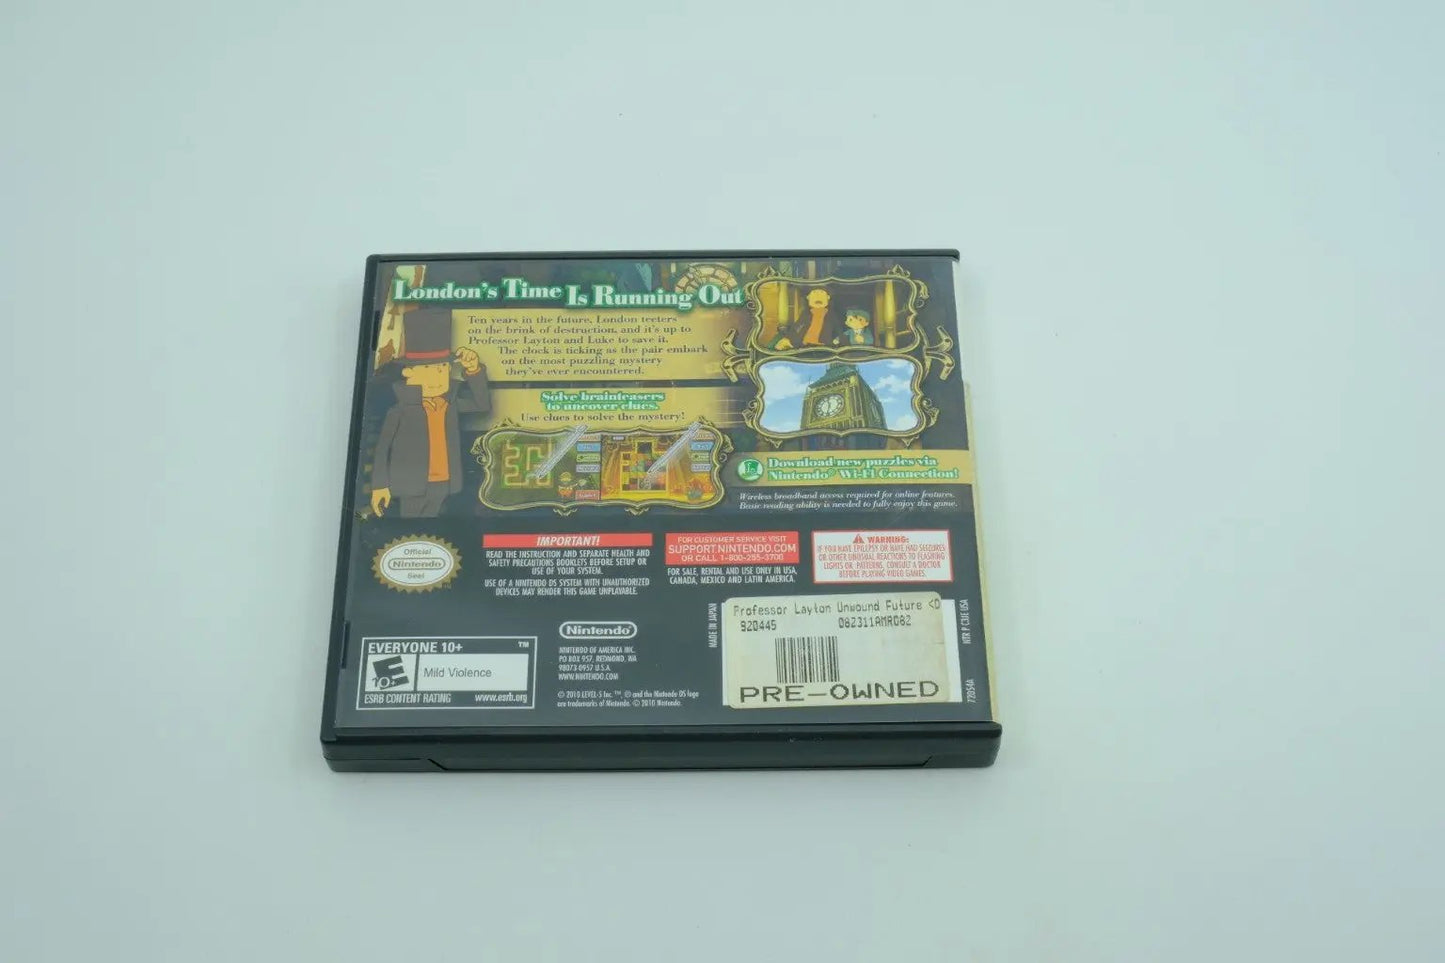 London's Time Is Running Out
Ten years in the future, London teeters
on the brink of destruction, and it's up to
Professor Layton and Luke to save it.
The clock is ticking as the pair embark
on the most puzzling mystery
they've ever encountered.
Solve brainteasers
to uncover clues.
Use clues to solve the mystery!
Download new puzzles via
Nintendo® Wi-Fi Connection!
Wireless broadband access required for online features.
Basic reading ability is needed to fully enjoy this game.
Official
Nintendo
Seal
IMPORTANT!
READ THE INSTRUCTION AND SEPARATE HEALTH AND
SAFETY PRECAUTIONS BOOKLETS BEFORE SETUP OR
USE OF YOUR SYSTEM.
USE OF A NINTENDO DS SYSTEM WITH UNAUTHORIZED
DEVICES MAY RENDER THIS GAME UNPLAYABLE.
FOR CUSTOMER SERVICE VISIT
SUPPORT.NINTENDO.COM
OR CALL 1-800-255-3700
FOR SALE, RENTAL AND USE ONLY IN USA,
CANADA, MEXICO AND LATIN AMERICA.
WARNING:
IF YOU HAVE EPILEPSY OR HAVE HAD SEIZURES
OR OTHER UNUSUAL REACTIONS TO FLASHING
LIGHTS OR PATTERNS, CONSULT A DOCTOR
BEFORE PLAYING VIDEO GAMES.
EVERYONE 10+ ™
E
10+
Mild Violence
ESRB CONTENT RATING www.esrb.org
Nintendo
NINTENDO OF AMERICA INC.
PO BOX 957, REDMOND, WA
98073-0957 U.S.A.
WWW.NINTENDO.COM
© 2010 LEVEL-5 Inc. ™, ® and the Nintendo DS logo
are trademarks of Nintendo. © 2010 Nintendo.
MADE IN JAPAN
Professor Layton Unwound Future <D
920445 082311AMR082
PRE-OWNED
NTR P C3JE USA
72054A